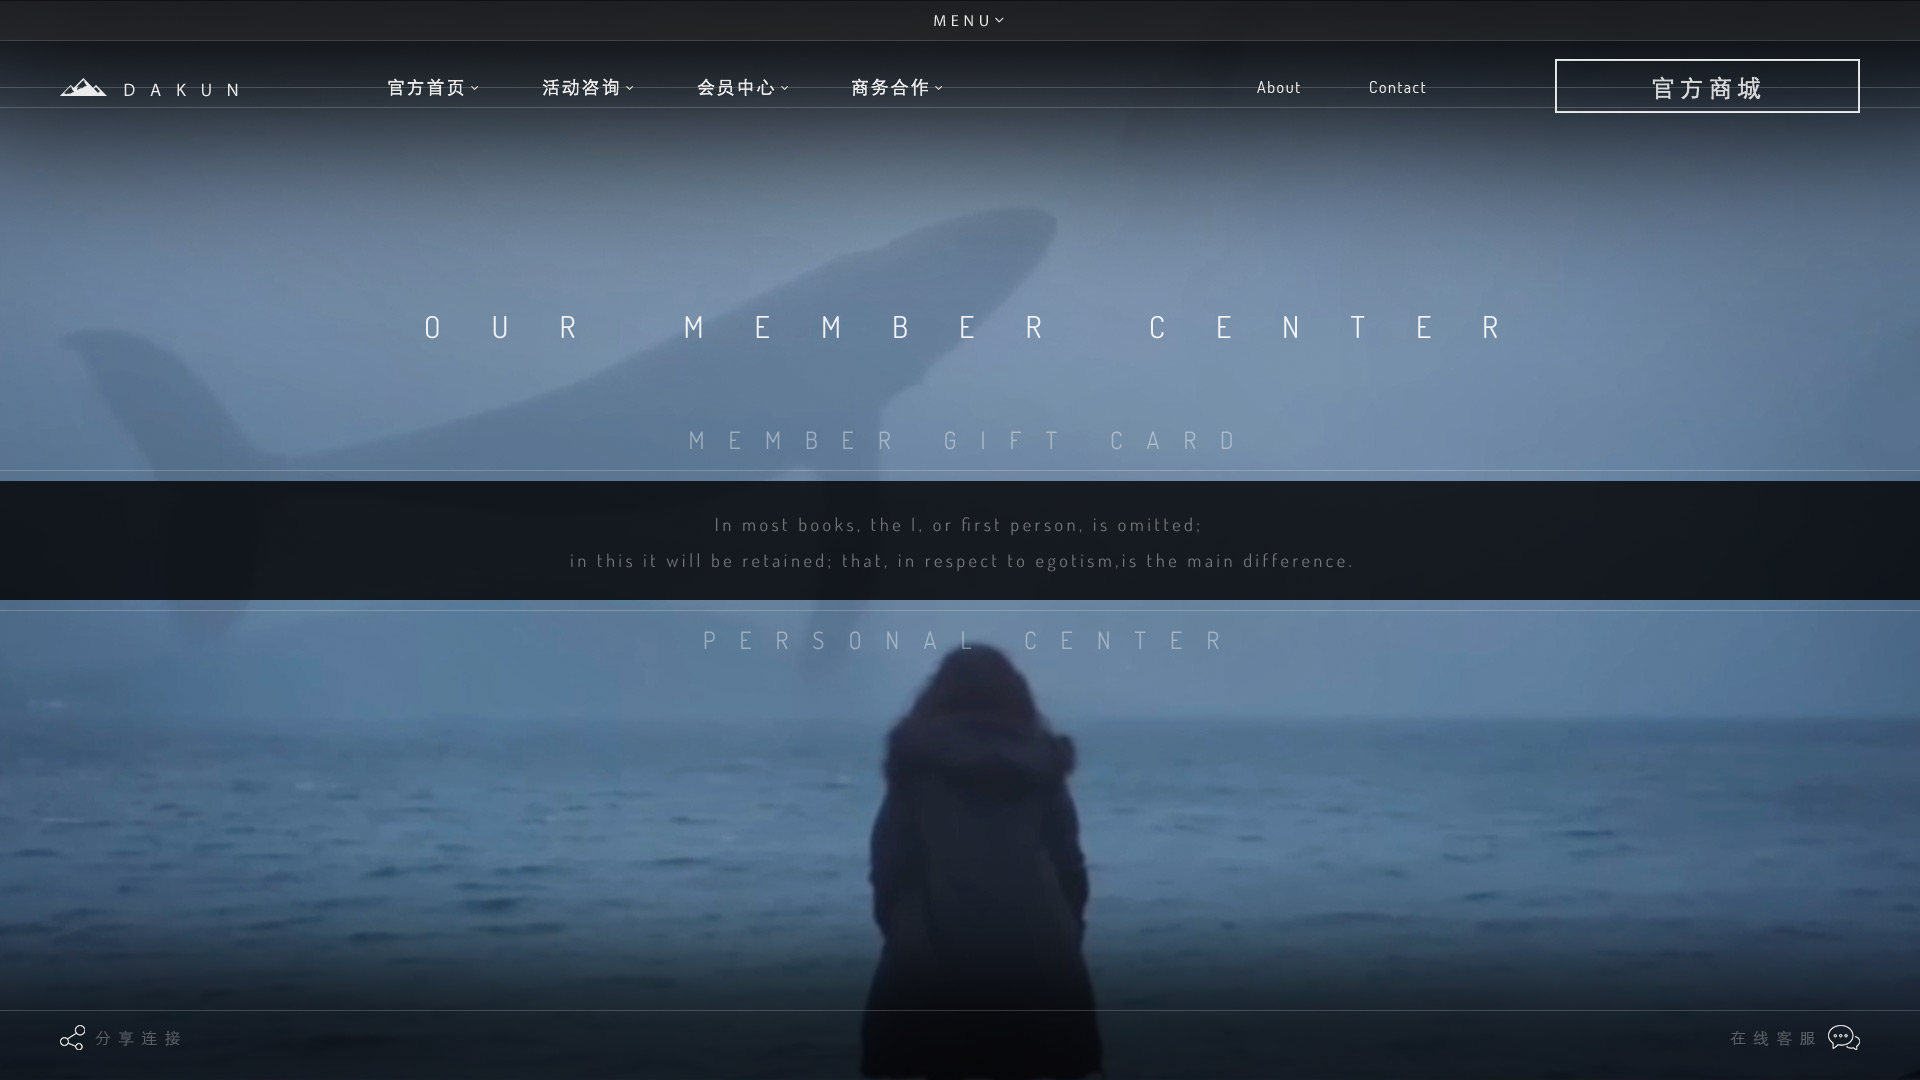 MENU
DAKUN
官方首页
活动咨询
会员中心
商务合作
About
Contact
官方商城
OUR MEMBER CENTER
MEMBER GIFT CARD
In most books, the I, or first person, is omitted;
in this it will be retained; that, in respect to egotism,is the main difference.
PERSONAL CENTER
分享连接
在线客服